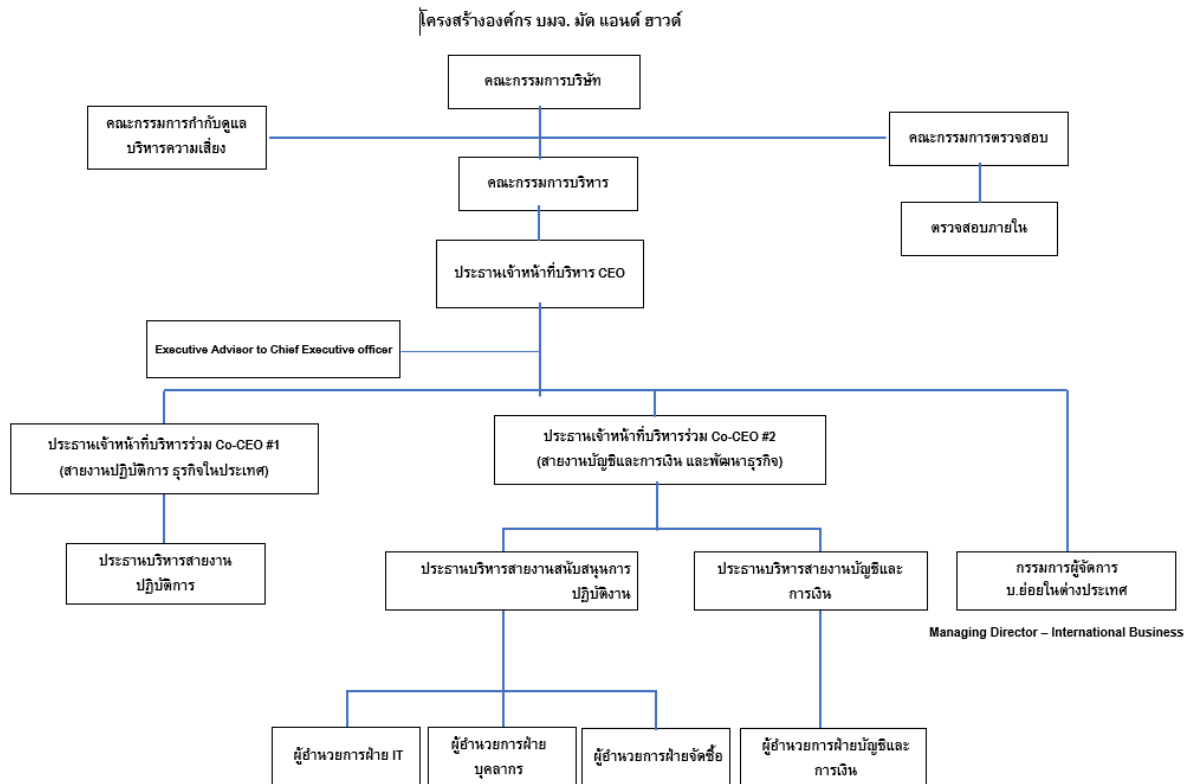 โครงสร้างองค์กร บมจ. มัด แอนด์ ฮาวด์
คณะกรรมการบริษัท
คณะกรรมการกำกับดูแล
บริหารความเสี่ยง
คณะกรรมการตรวจสอบ
คณะกรรมการบริหาร
ตรวจสอบภายใน
ประธานเจ้าหน้าที่บริหาร CEO
Executive Advisor to Chief Executive officer
ประธานเจ้าหน้าที่บริหารร่วม Co-CEO #1
(สายงานปฏิบัติการ ธุรกิจในประเทศ)
ประธานเจ้าหน้าที่บริหารร่วม Co-CEO #2
(สายงานบัญชีและการเงิน และพัฒนาธุรกิจ)
ประธานบริหารสายงาน
ปฏิบัติการ
ประธานบริหารสายงานสนับสนุนการ
ปฏิบัติงาน
ประธานบริหารสายงานบัญชีและ
การเงิน
กรรมการผู้จัดการ
บ.ย่อยในต่างประเทศ
Managing Director – International Business
ผู้อำนวยการฝ่าย IT
ผู้อำนวยการฝ่าย
บุคลากร
ผู้อำนวยการฝ่ายจัดซื้อ
ผู้อำนวยการฝ่ายบัญชีและ
การเงิน